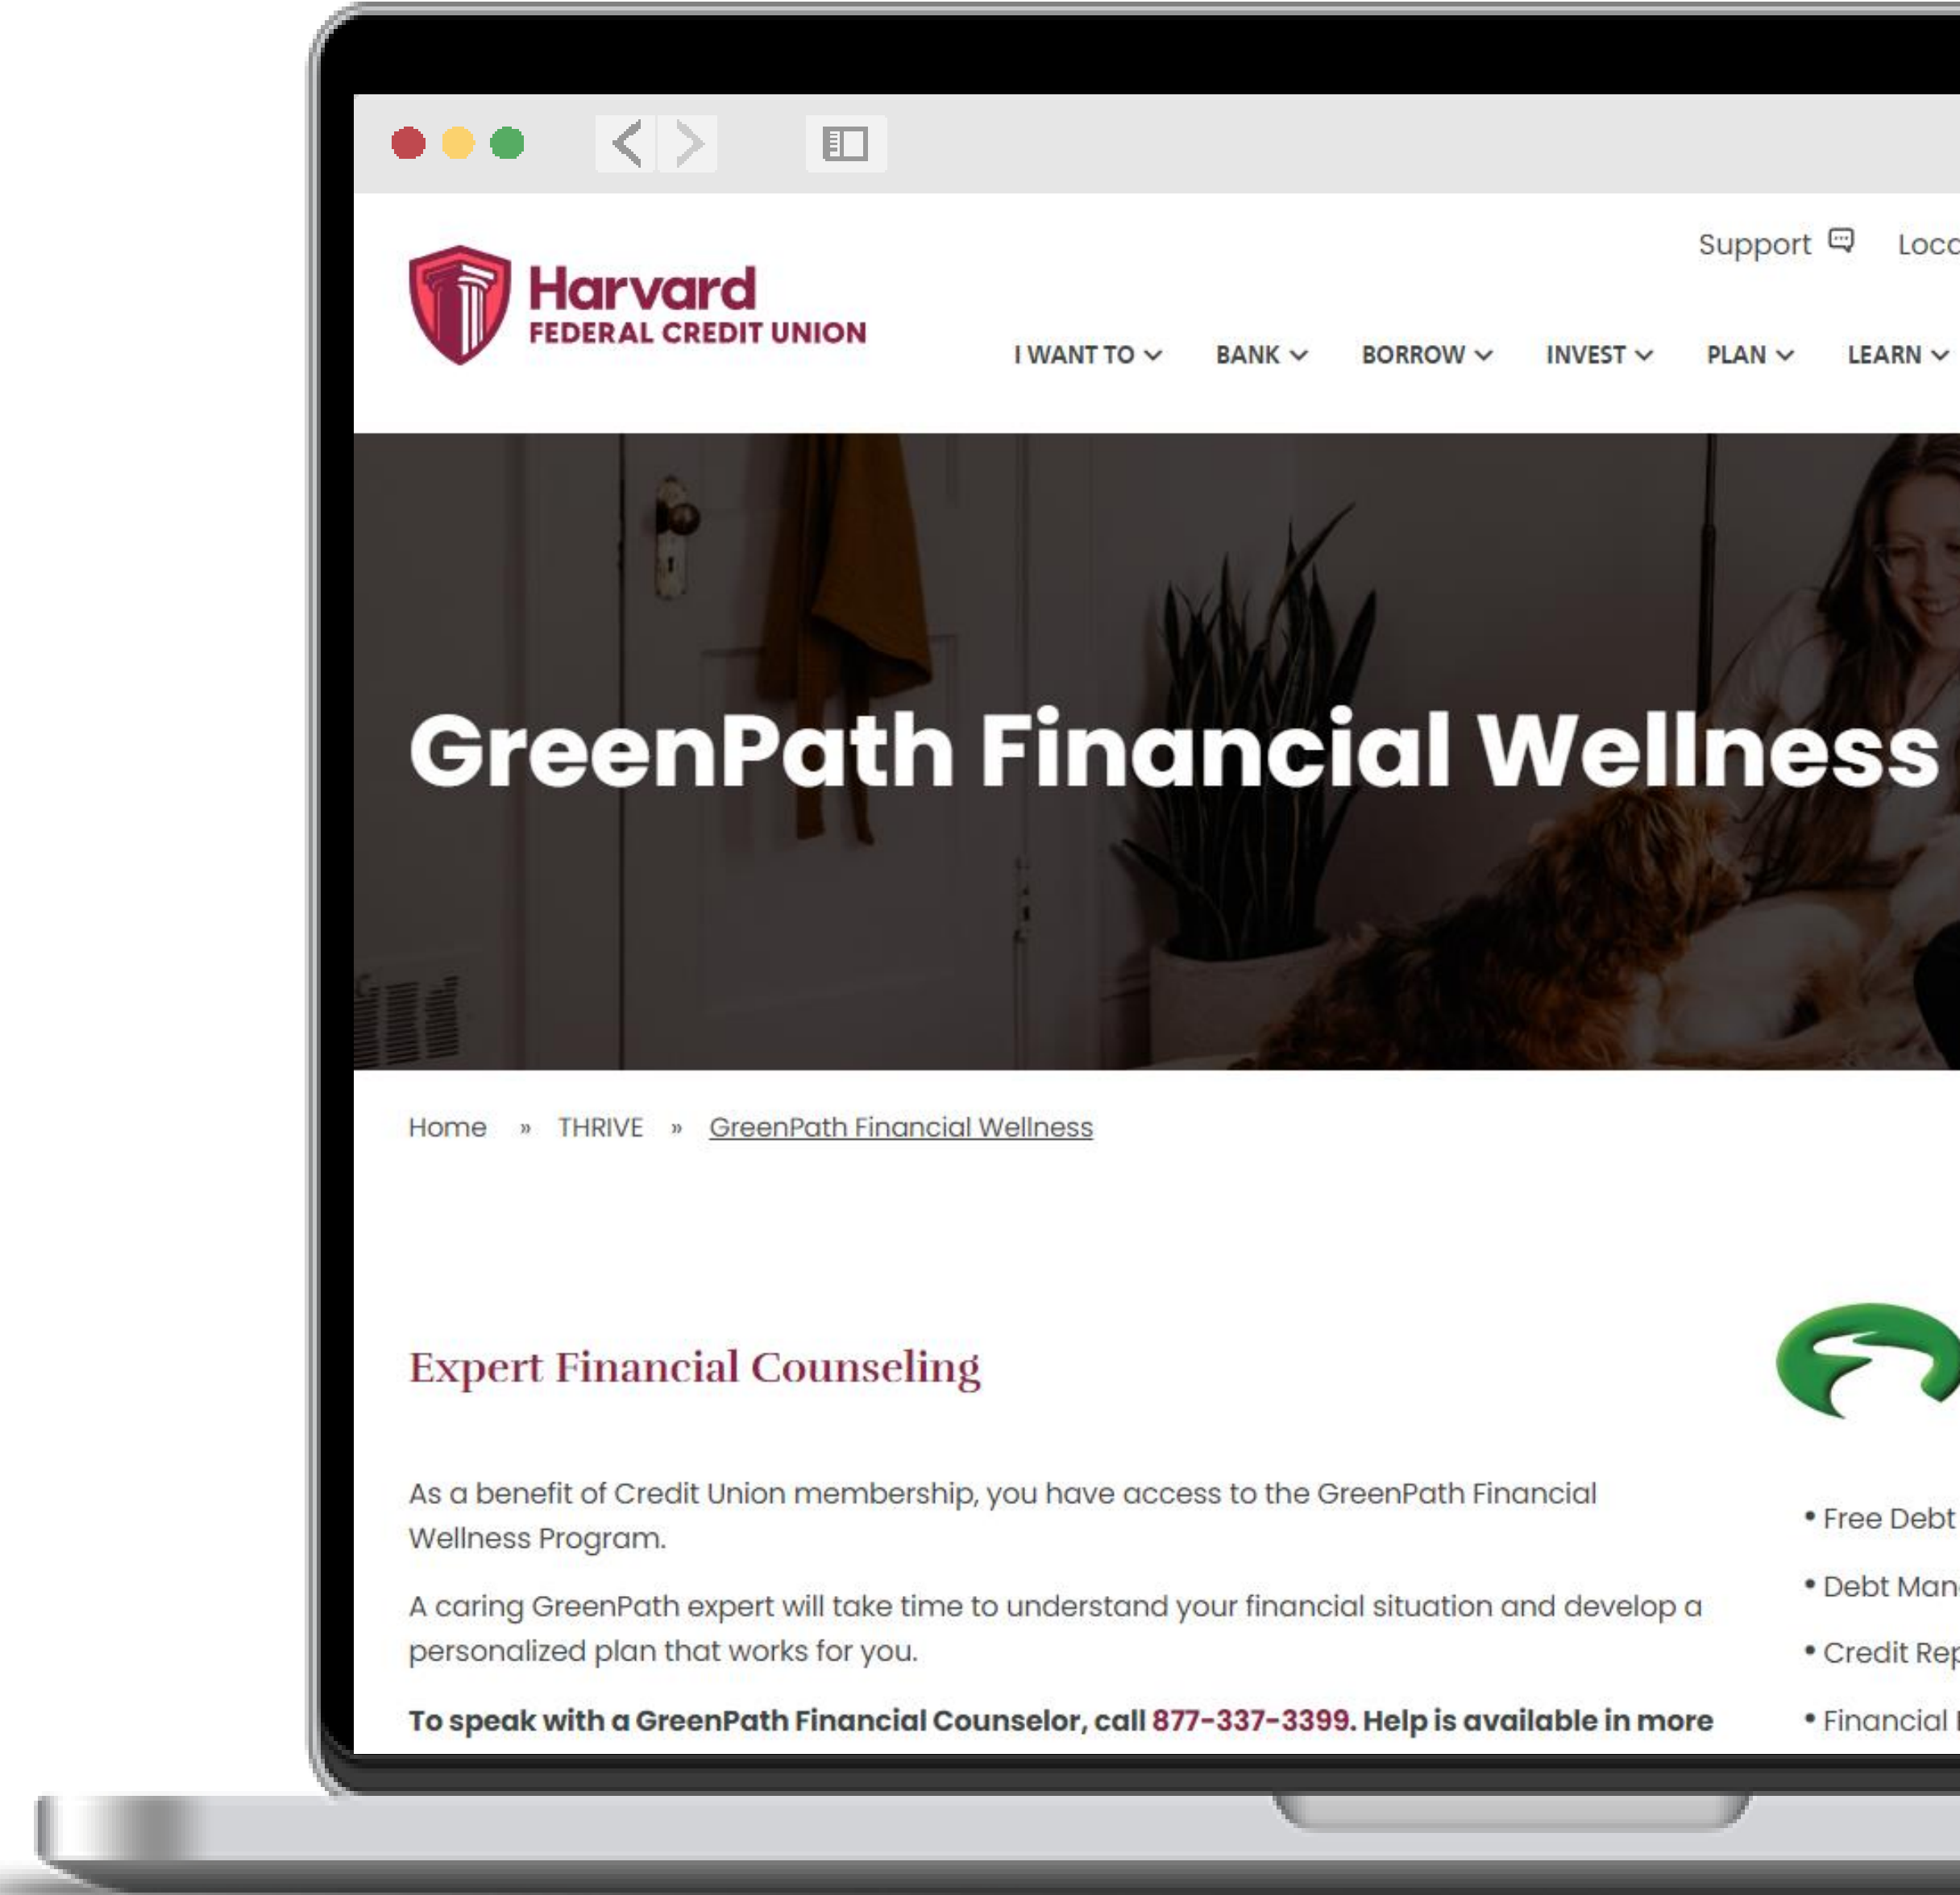 Support
Harvard
FEDERAL CREDIT UNION
I WANT TO BANK BORROW INVEST PLAN LEARN
GreenPath Financial Wellness
Home » THRIVE » GreenPath Financial Wellness
Expert Financial Counseling
As a benefit of Credit Union membership, you have access to the GreenPath Financial
Wellness Program.
A caring GreenPath expert will take time to understand your financial situation and develop a
personalized plan that works for you.
To speak with a GreenPath Financial Counselor, call 877-337-3399. Help is available in more
• Free Debt
• Debt
• Credit
• Financial